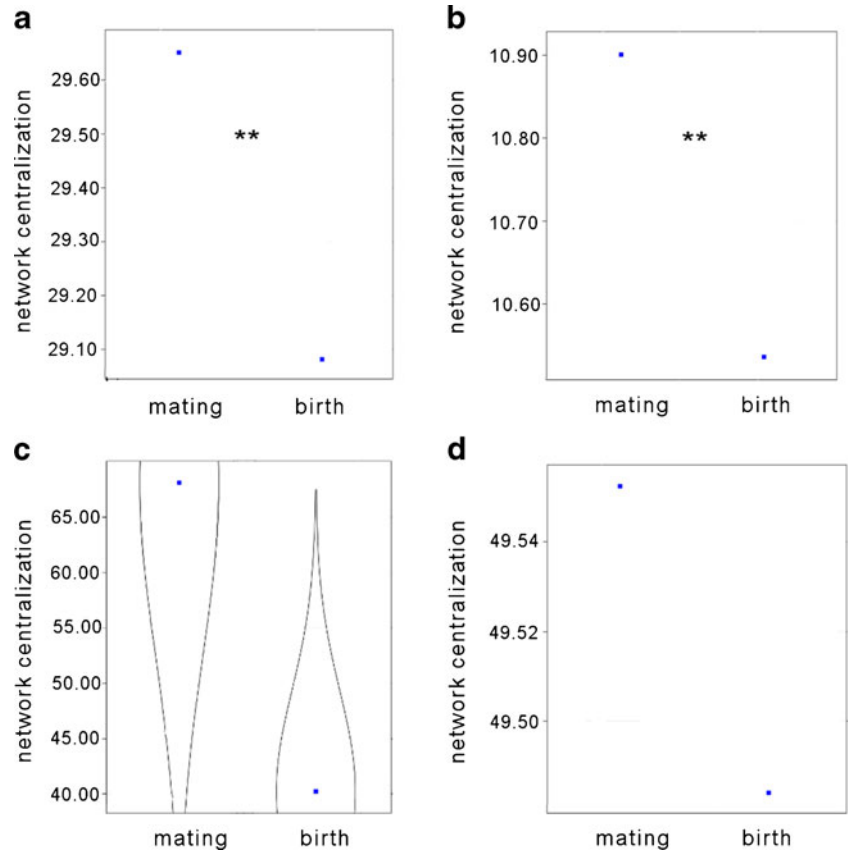 a
network centralization
29.60
29.50
29.40
29.30
29.20
29.10
**
mating birth
b
network centralization
10.90
10.80
10.70
10.60
**
mating birth
c
network centralization
65.00
60.00
55.00
50.00
45.00
40.00
mating birth
d
network centralization
49.54
49.52
49.50
mating birth